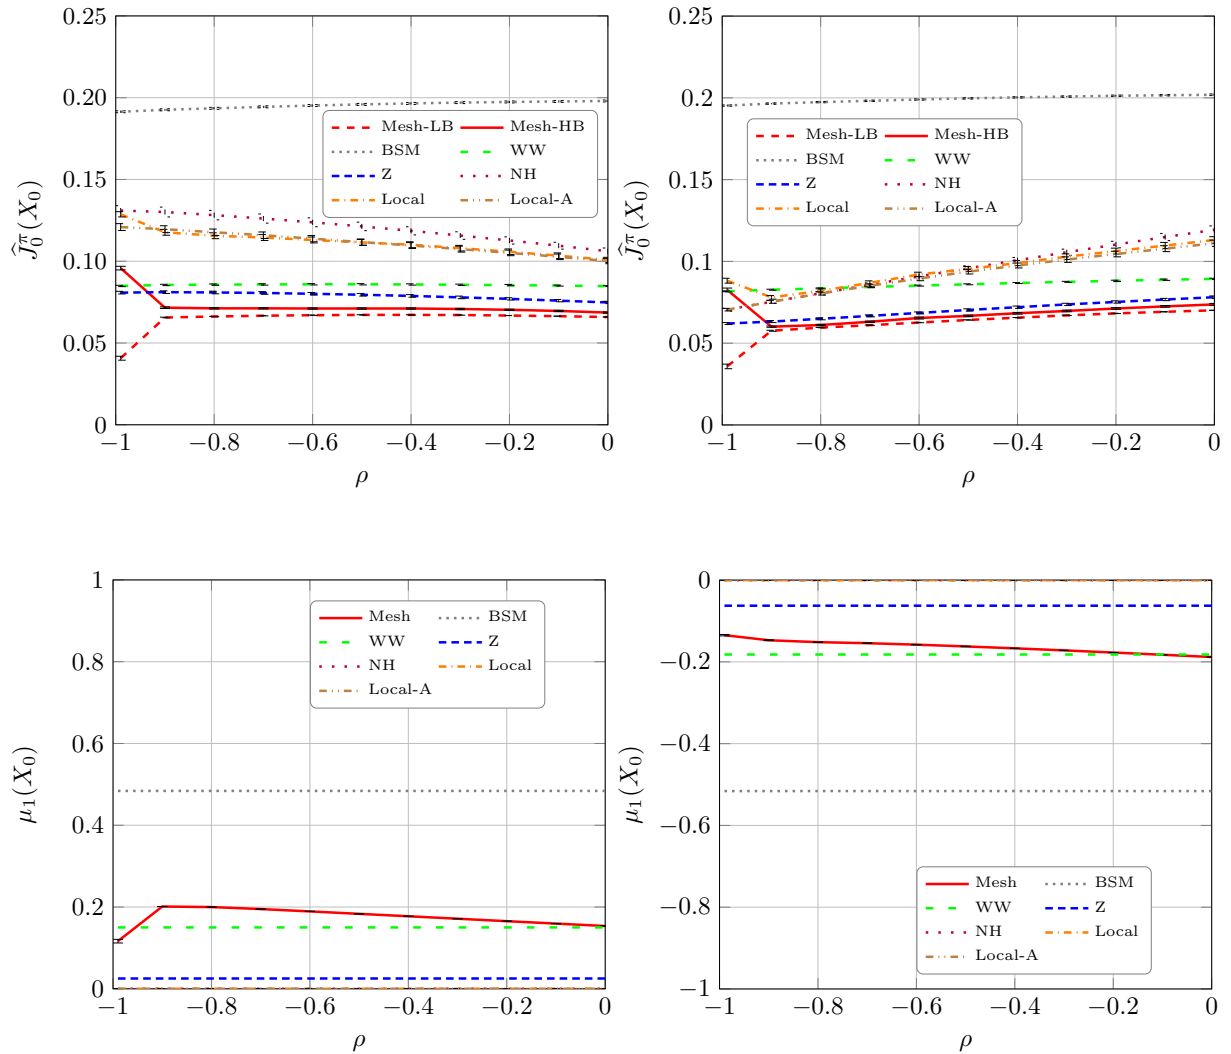 0.25
0.20
0.15
0.10
0.05
0
−1
−0.8
−0.6
−0.4
−0.2
0
ρ
Ĵ₀^π(X₀)
Mesh-LB
Mesh-HB
BSM
WW
Z
NH
Local
Local-A
0.25
0.2
0.15
0.10
0.05
0
−1
−0.8
−0.6
−0.4
−0.2
0
ρ
Ĵ₀^π(X₀)
Mesh-LB
Mesh-HB
BSM
WW
Z
NH
Local
Local-A
1
0.8
0.6
0.4
0.2
0
−1
−0.8
−0.6
−0.4
−0.2
0
ρ
μ₁(X₀)
Mesh
BSM
WW
Z
NH
Local
Local-A
0
−0.2
−0.4
−0.6
−0.8
−1
−1
−0.8
−0.6
−0.4
−0.2
0
ρ
μ₁(X₀)
Mesh
BSM
WW
Z
NH
Local
Local-A